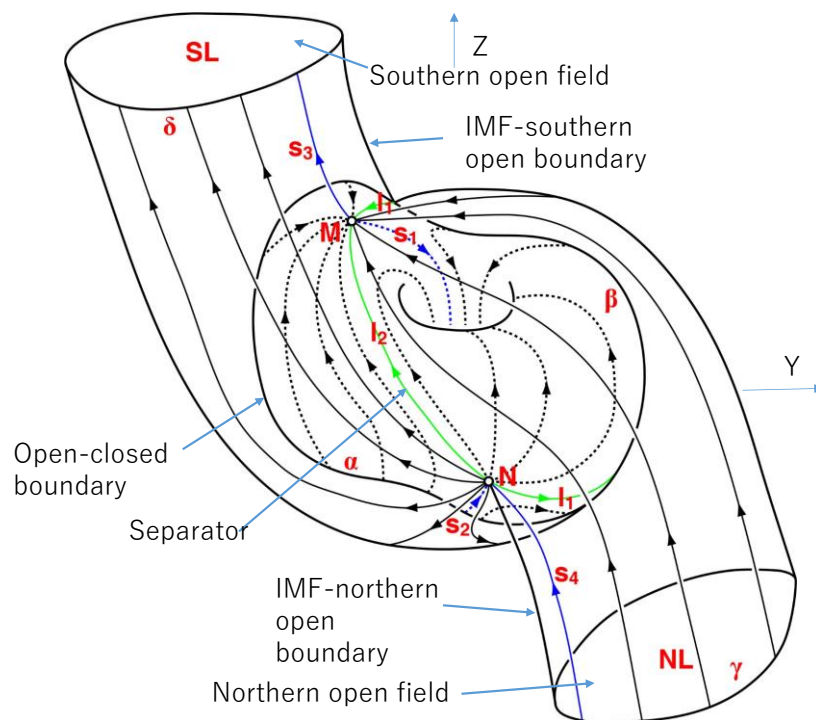 SL
Z
Southern open field
δ
IMF-southern
open boundary
s₃
l₁
M
s₁
β
l₂
Y
Open-closed
boundary
α
N
Separator
l₁
s₂
s₄
IMF-northern
open
boundary
NL
γ
Northern open field